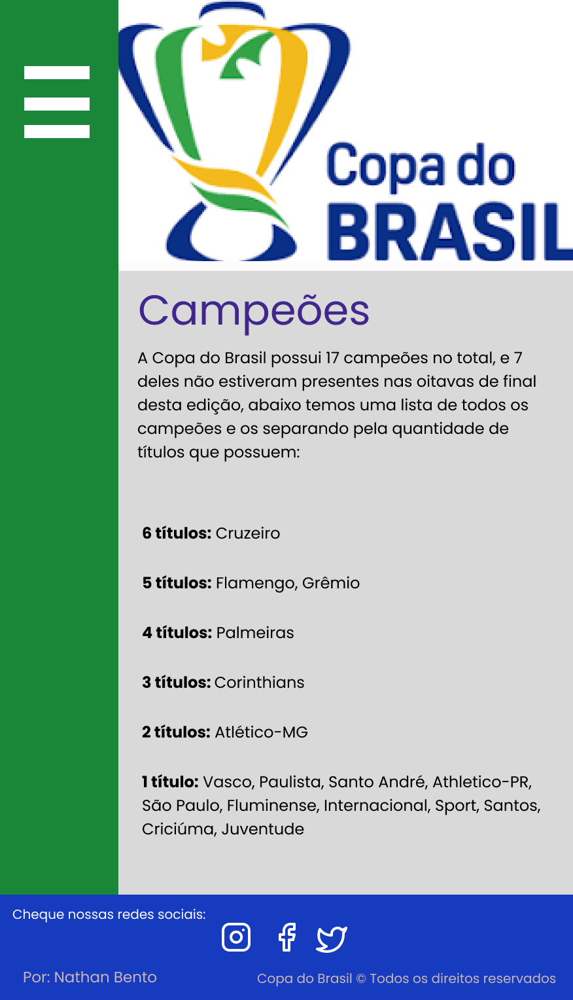 Copa do
BRASIL
Campeões
A Copa do Brasil possui 17 campeões no total, e 7
deles não estiveram presentes nas oitavas de final
desta edição, abaixo temos uma lista de todos os
campeões e os separando pela quantidade de
títulos que possuem:
6 títulos: Cruzeiro
5 títulos: Flamengo, Grêmio
4 títulos: Palmeiras
3 títulos: Corinthians
2 títulos: Atlético-MG
1 título: Vasco, Paulista, Santo André, Athletico-PR,
São Paulo, Fluminense, Internacional, Sport, Santos,
Criciúma, Juventude
Cheque nossas redes sociais:
Por: Nathan Bento
Copa do Brasil © Todos os direitos reservados